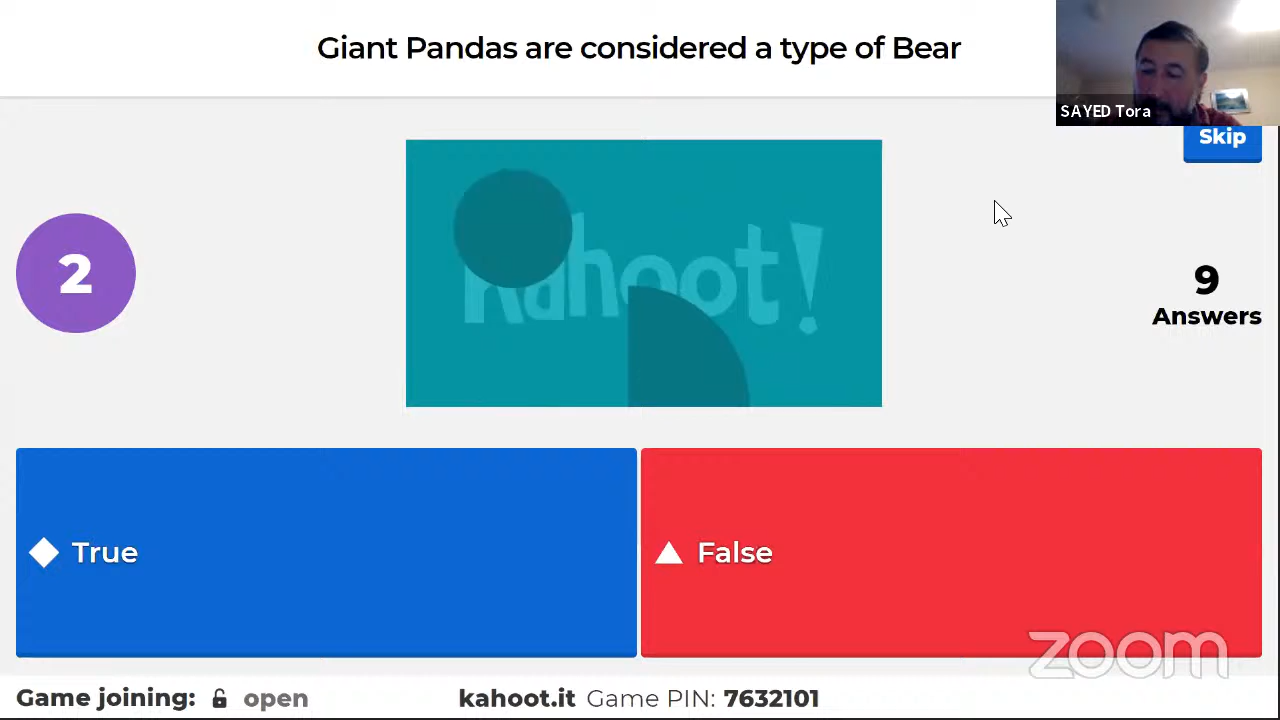 Giant Pandas are considered a type of Bear
SAYED Tora
Skip
2
Kahoot!
9
Answers
True
False
zoom
Game joining: open
kahoot.it Game PIN: 7632101